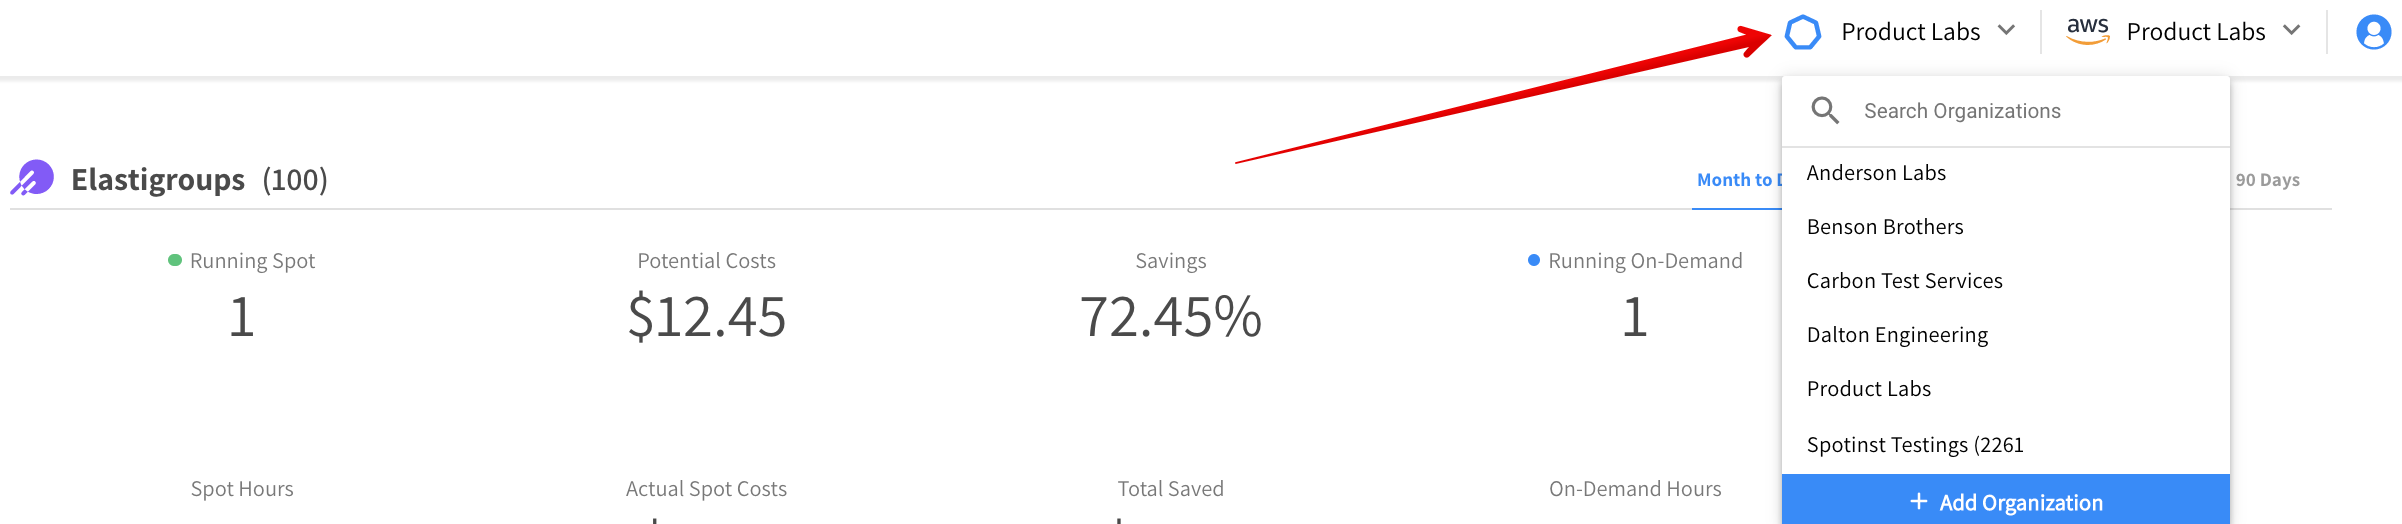 Product Labs
aws Product Labs
Search Organizations
Anderson Labs
Benson Brothers
Carbon Test Services
Dalton Engineering
Product Labs
Spotinst Testings (2261
+ Add Organization
Elastigroups (100)
Month to
90 Days
Running Spot
1
Potential Costs
$12.45
Savings
72.45%
Running On-Demand
1
Spot Hours
Actual Spot Costs
Total Saved
On-Demand Hours